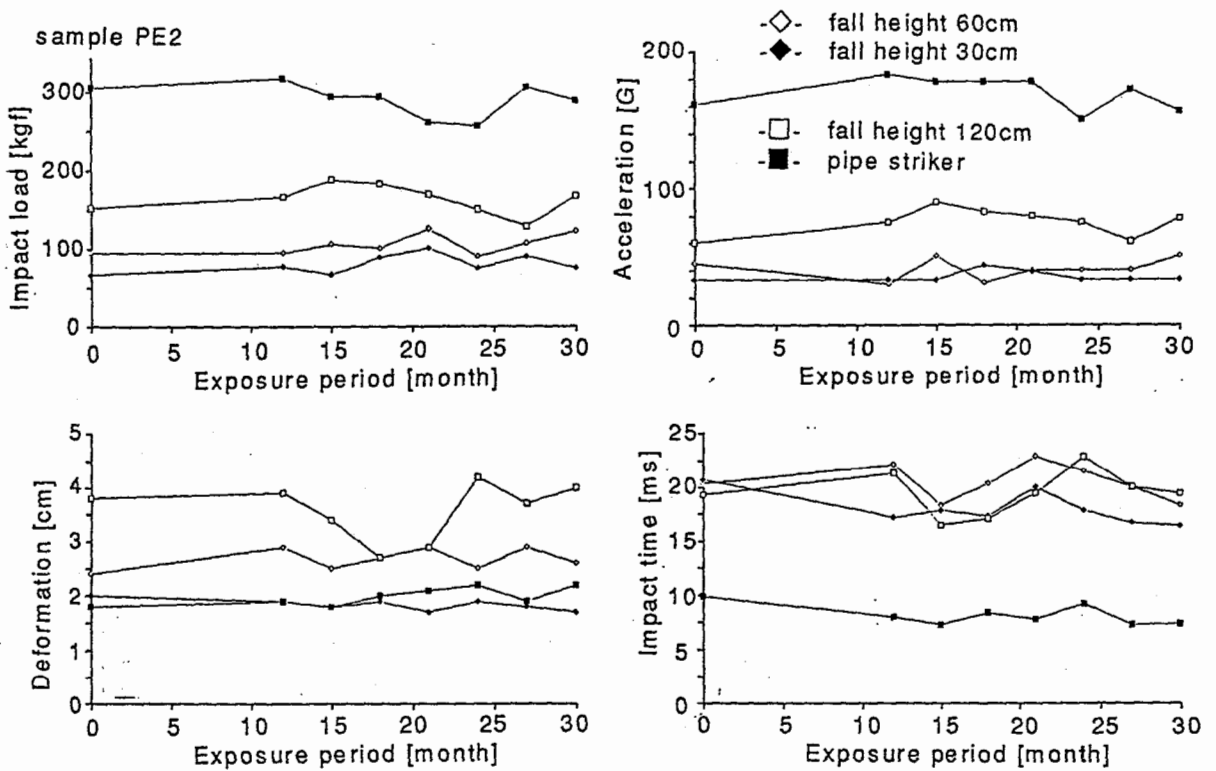 sample PE2
fall height 60cm
fall height 30cm
fall height 120cm
pipe striker
Impact load [kgf]
300
200
100
0
0 5 10 15 20 25 30
Exposure period [month]
Acceleration [G]
200
100
0
0 5 10 15 20 25 30
Exposure period [month]
Deformation [cm]
5
4
3
2
1
0
0 5 10 15 20 25 30
Exposure period [month]
Impact time [ms]
25
20
15
10
5
0
0 5 10 15 20 25 30
Exposure period [month]